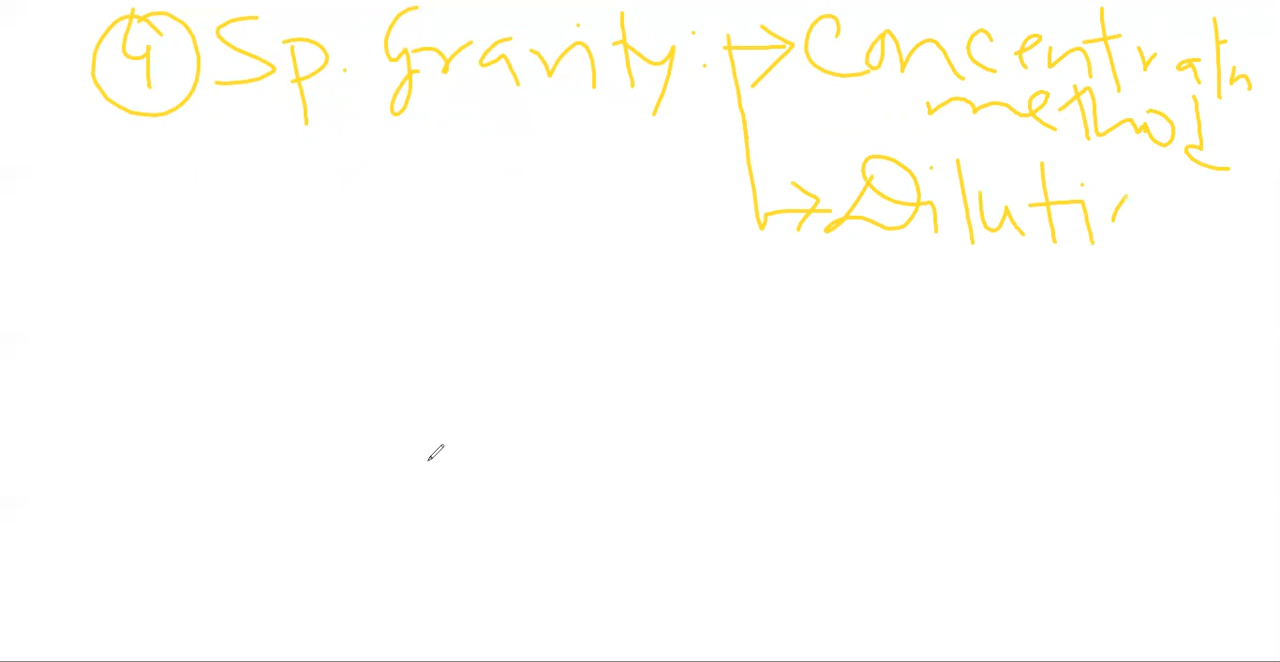 ④ Sp. Gravity: → Concentratn
method
→ Diluti